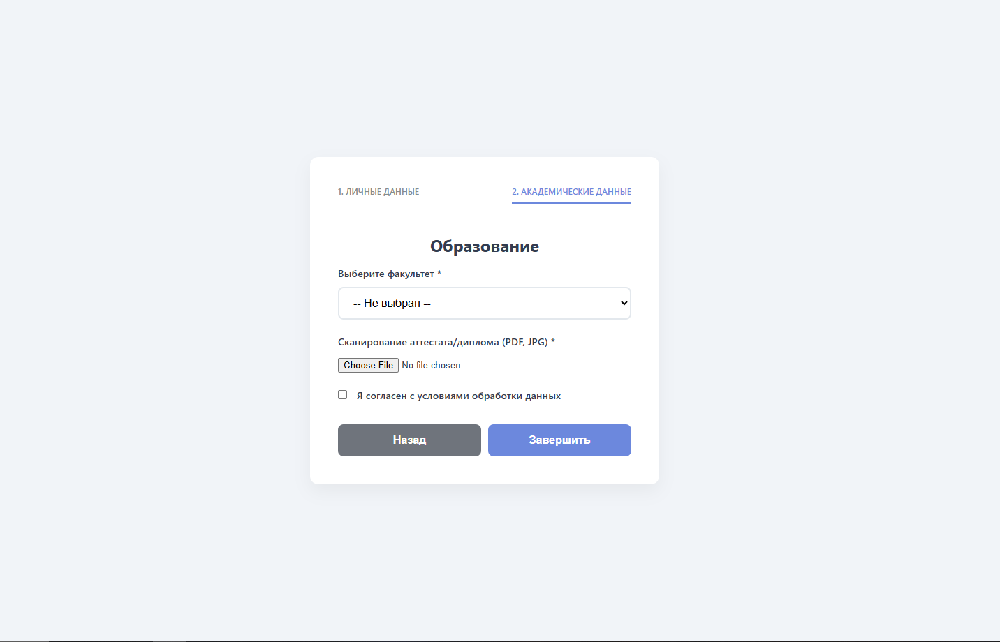 1. ЛИЧНЫЕ ДАННЫЕ
2. АКАДЕМИЧЕСКИЕ ДАННЫЕ
Образование
Выберите факультет *
-- Не выбран --
Сканирование аттестата/диплома (PDF, JPG) *
Choose File No file chosen
Я согласен с условиями обработки данных
Назад
Завершить